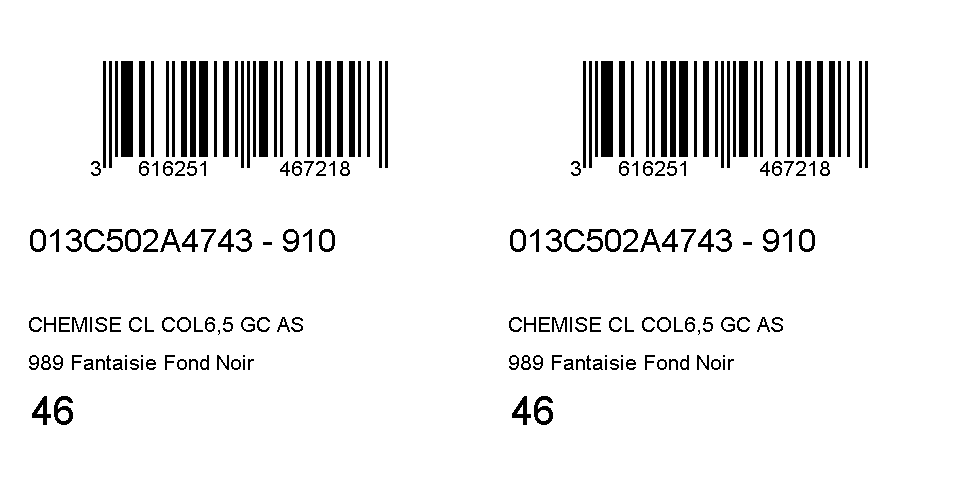 3 616251 467218
013C502A4743 - 910
CHEMISE CL COL6,5 GC AS
989 Fantaisie Fond Noir
46
3 616251 467218
013C502A4743 - 910
CHEMISE CL COL6,5 GC AS
989 Fantaisie Fond Noir
46